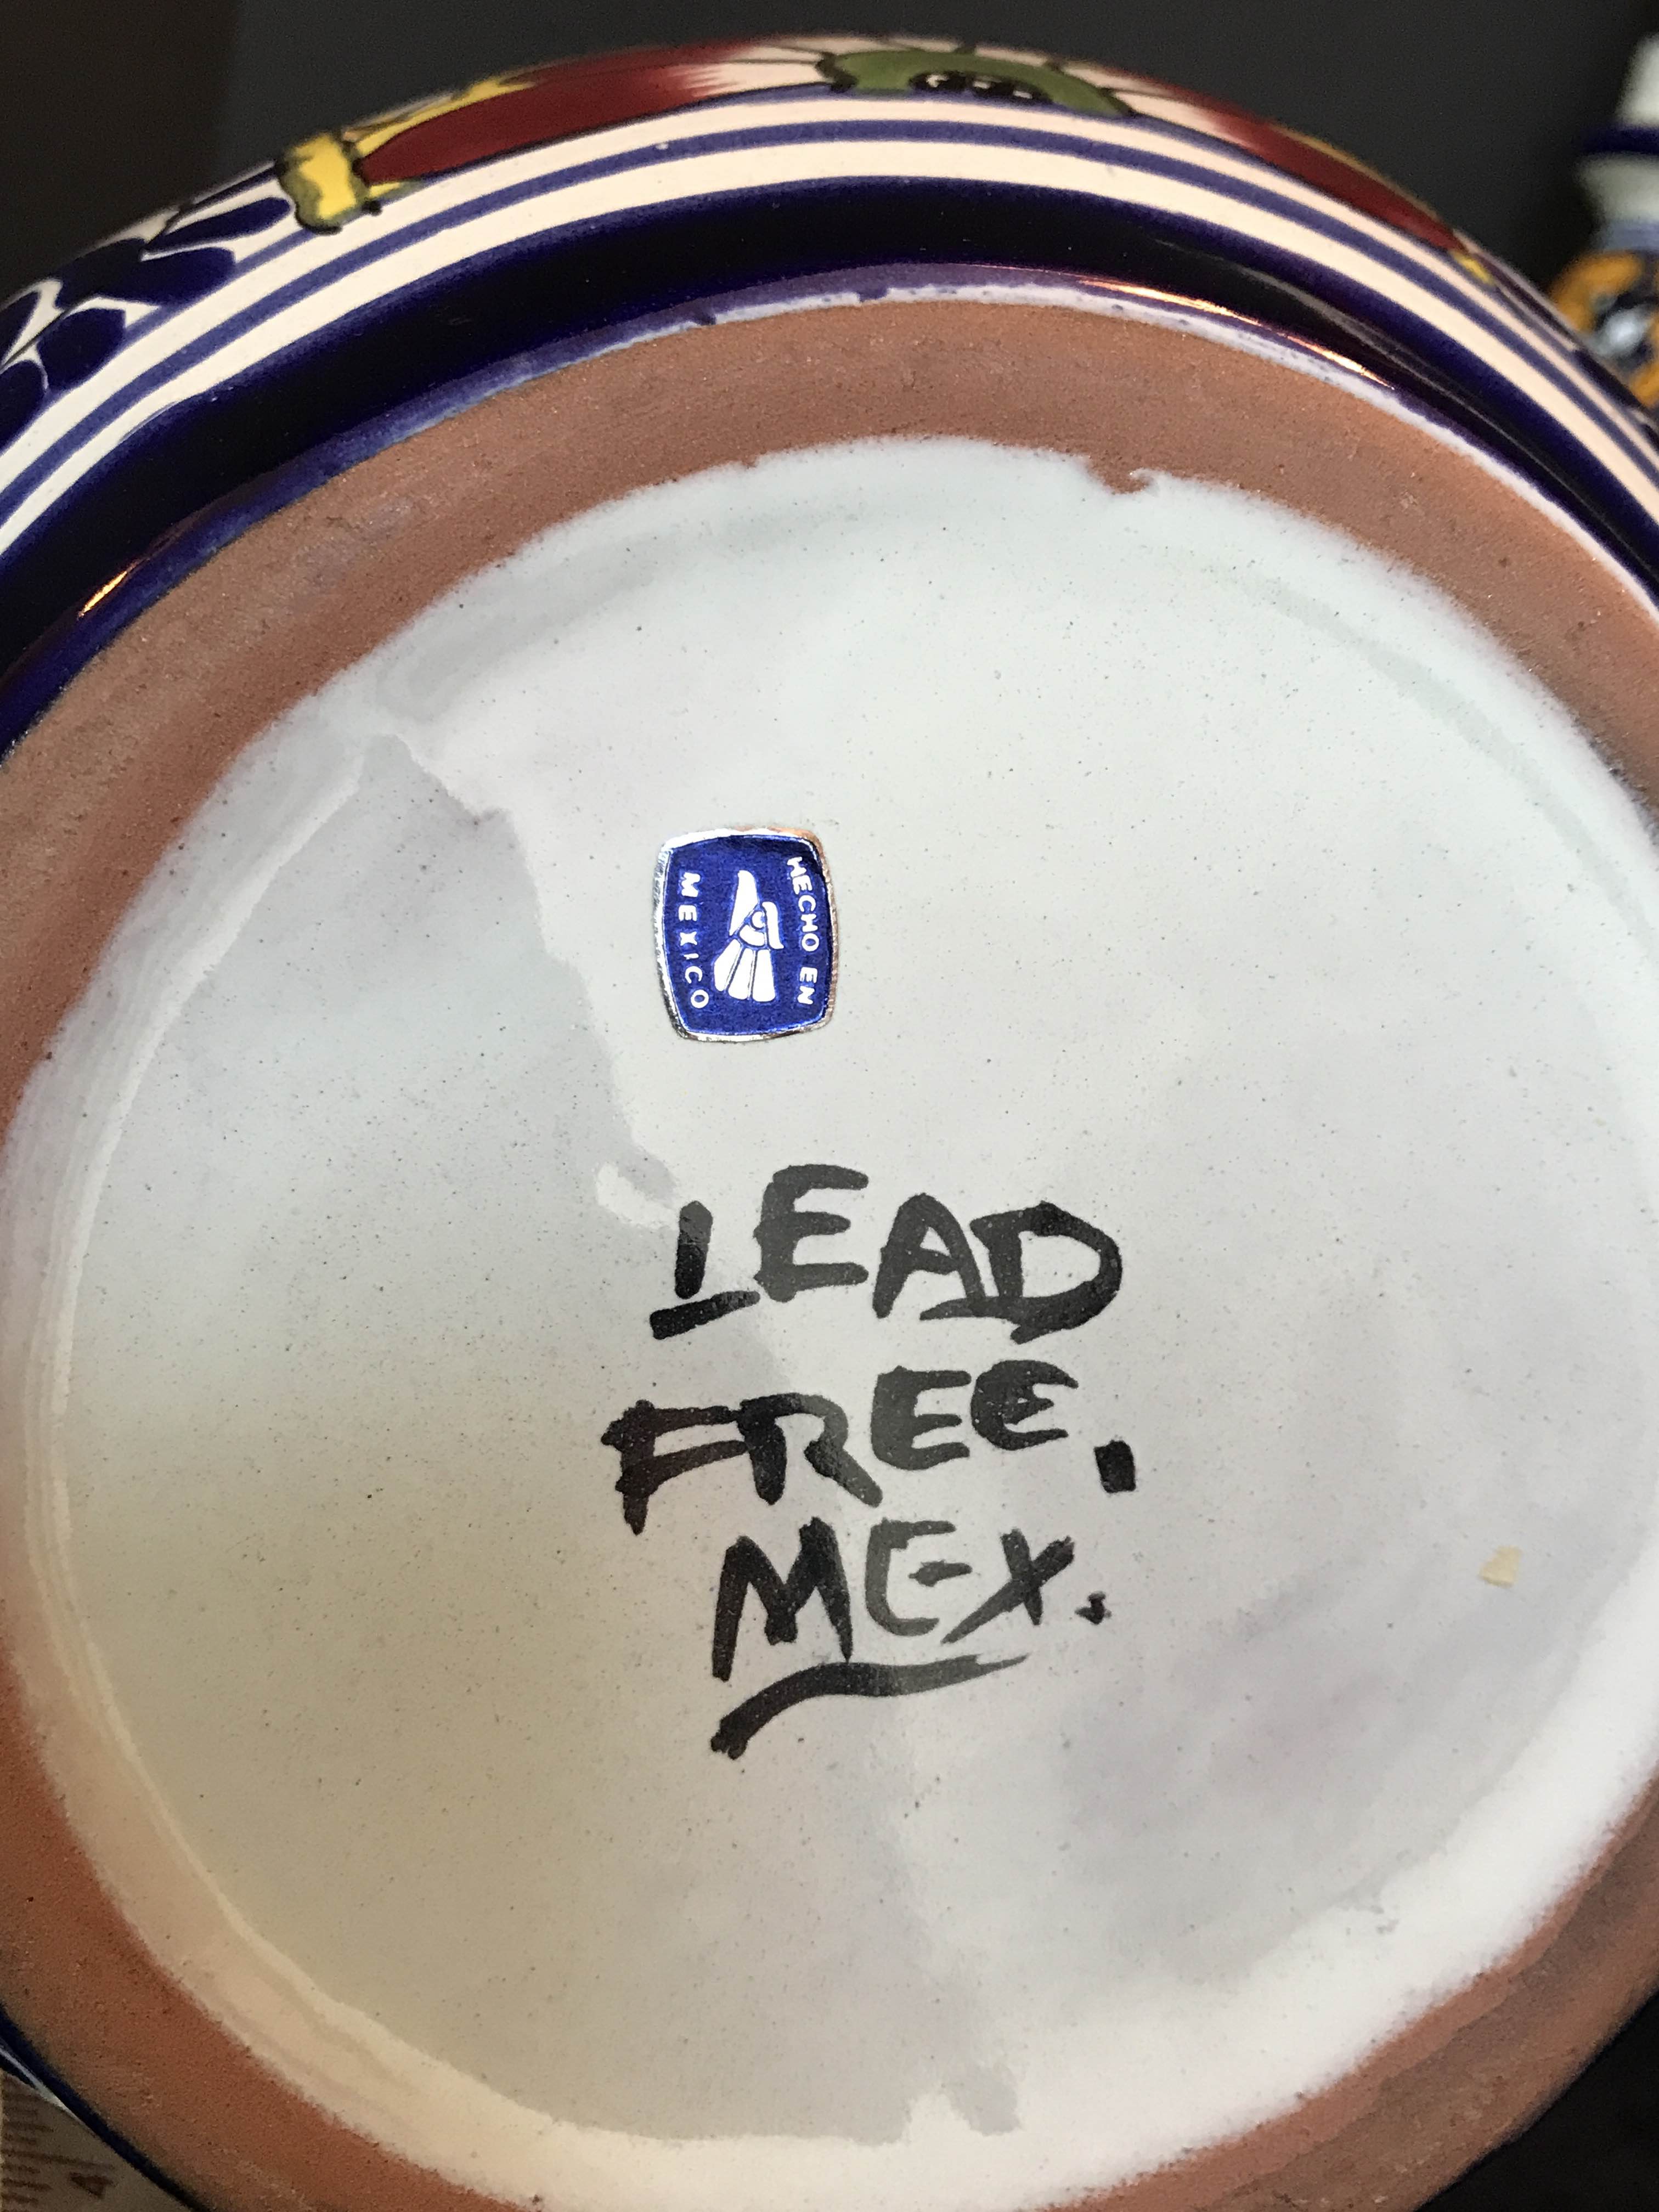 HECHO EN
MEXICO
LEAD
FREE.
MEX.